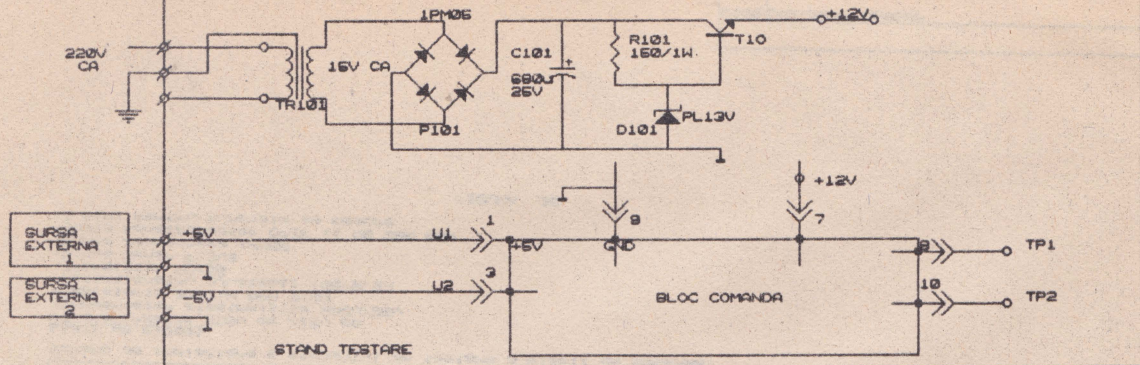 1PM05
+12V
220V
CA
C101
R101
150/1W
T10
15V CA
680u
25V
TR101
P101
D101
PL13V
+12V
1
9
7
SURSA
EXTERNA
1
+5V
U1
+5V
GND
8
TP1
SURSA
EXTERNA
2
-5V
U2
3
10
BLOC COMANDA
TP2
STAND TESTARE